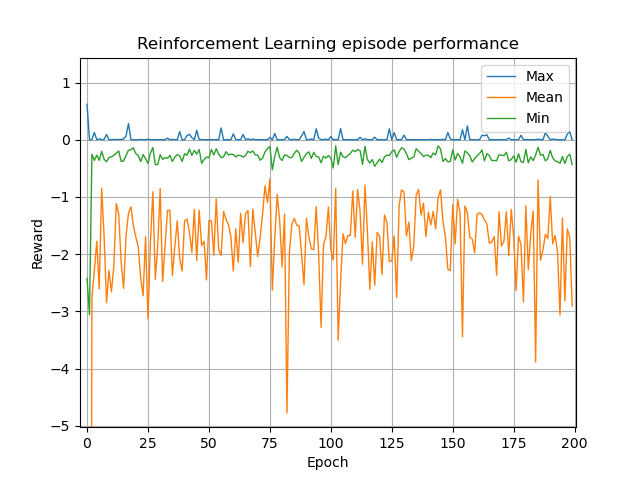 Reinforcement Learning episode performance
Max
Mean
Min
1
0
−1
−2
−3
−4
−5
Reward
0 25 50 75 100 125 150 175 200
Epoch